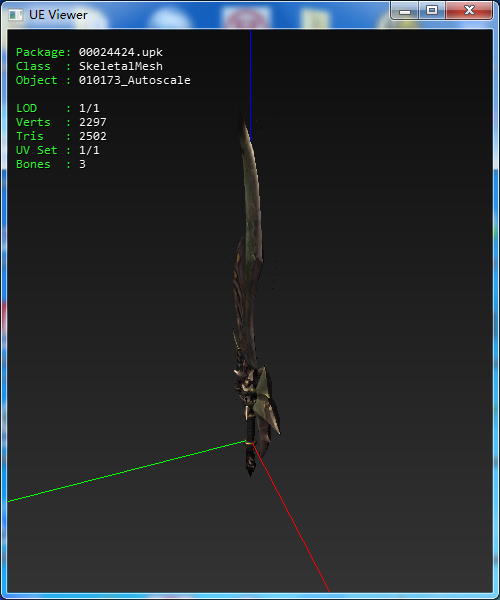 UE Viewer
Package: 00024424.upk
Class : SkeletalMesh
Object : 010173_Autoscale
LOD : 1/1
Verts : 2297
Tris : 2502
UV Set : 1/1
Bones : 3